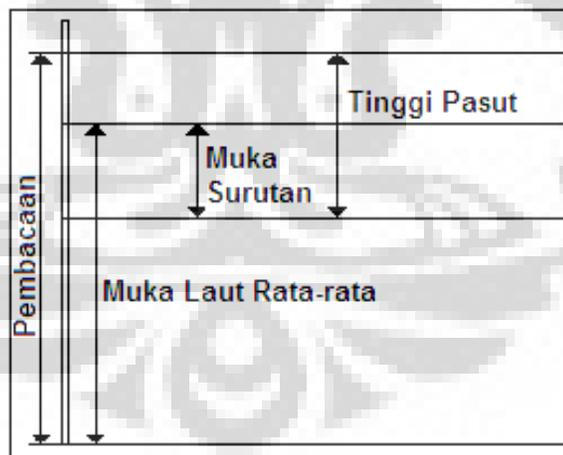 Tinggi Pasut
Muka
Surutan
Pembacaan
Muka Laut Rata-rata